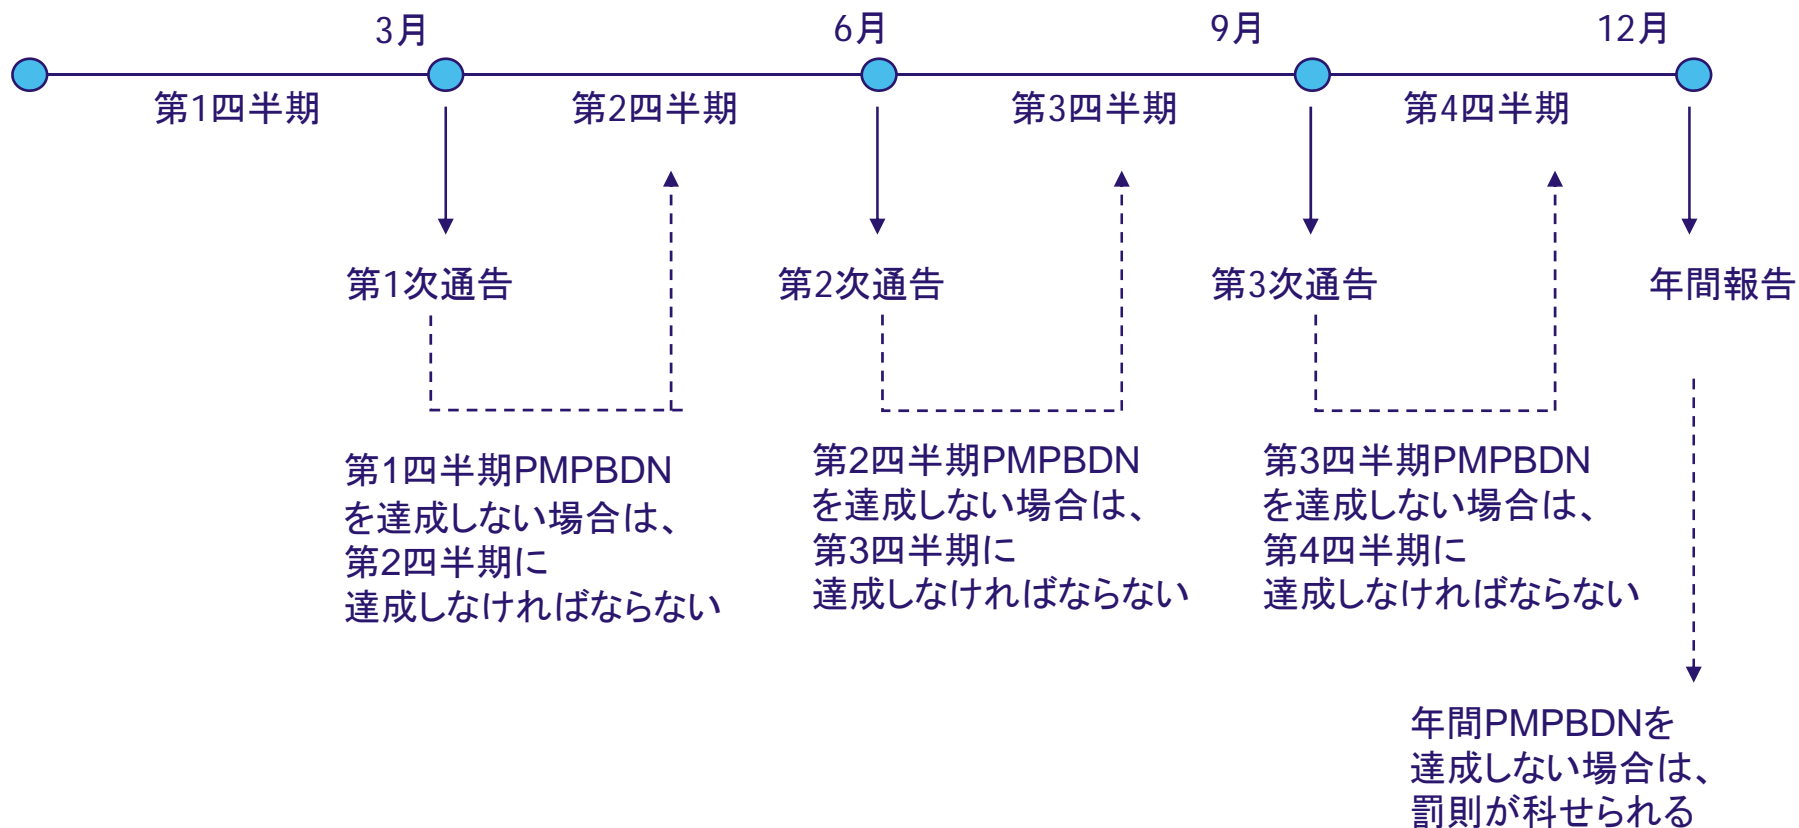 3月
6月
9月
12月
第1四半期
第2四半期
第3四半期
第4四半期
第1次通告
第2次通告
第3次通告
年間報告
第1四半期PMPBDN
を達成しない場合は、
第2四半期に
達成しなければならない
第2四半期PMPBDN
を達成しない場合は、
第3四半期に
達成しなければならない
第3四半期PMPBDN
を達成しない場合は、
第4四半期に
達成しなければならない
年間PMPBDNを
達成しない場合は、
罰則が科せられる